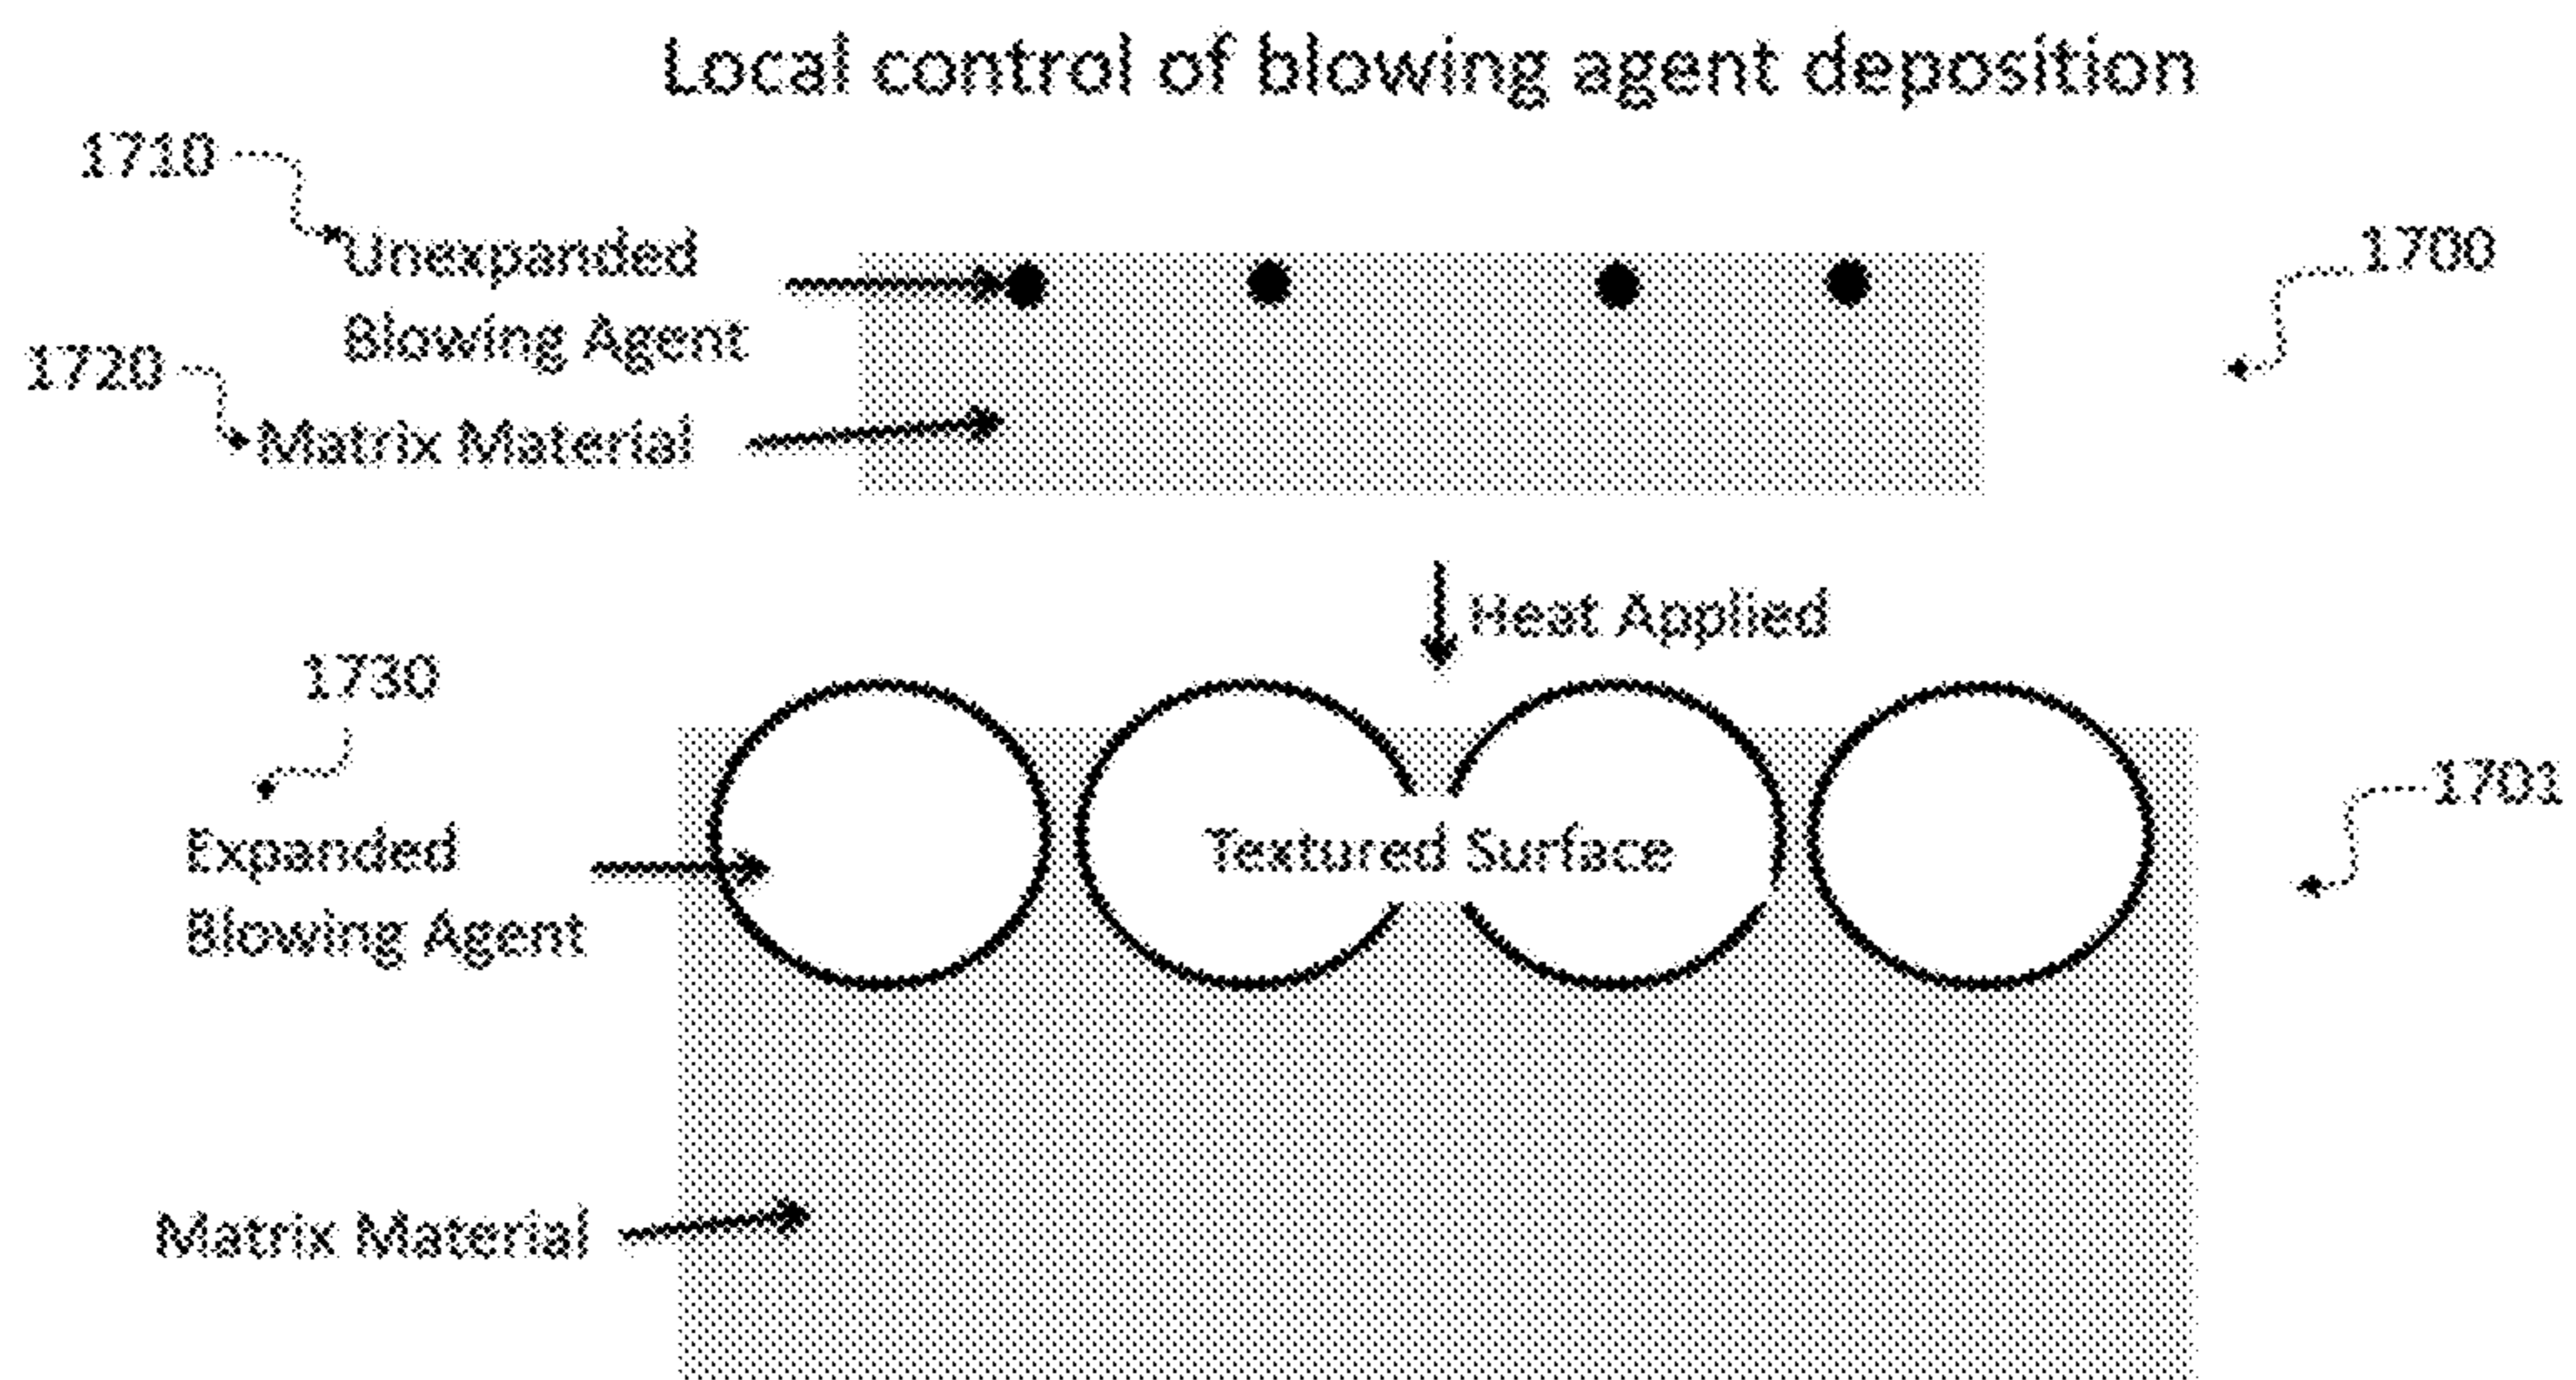 Local control of blowing agent deposition
1710
Unexpanded
Blowing Agent
1700
1720
Matrix Material
Heat Applied
1730
Expanded
Blowing Agent
Textured Surface
1701
Matrix Material